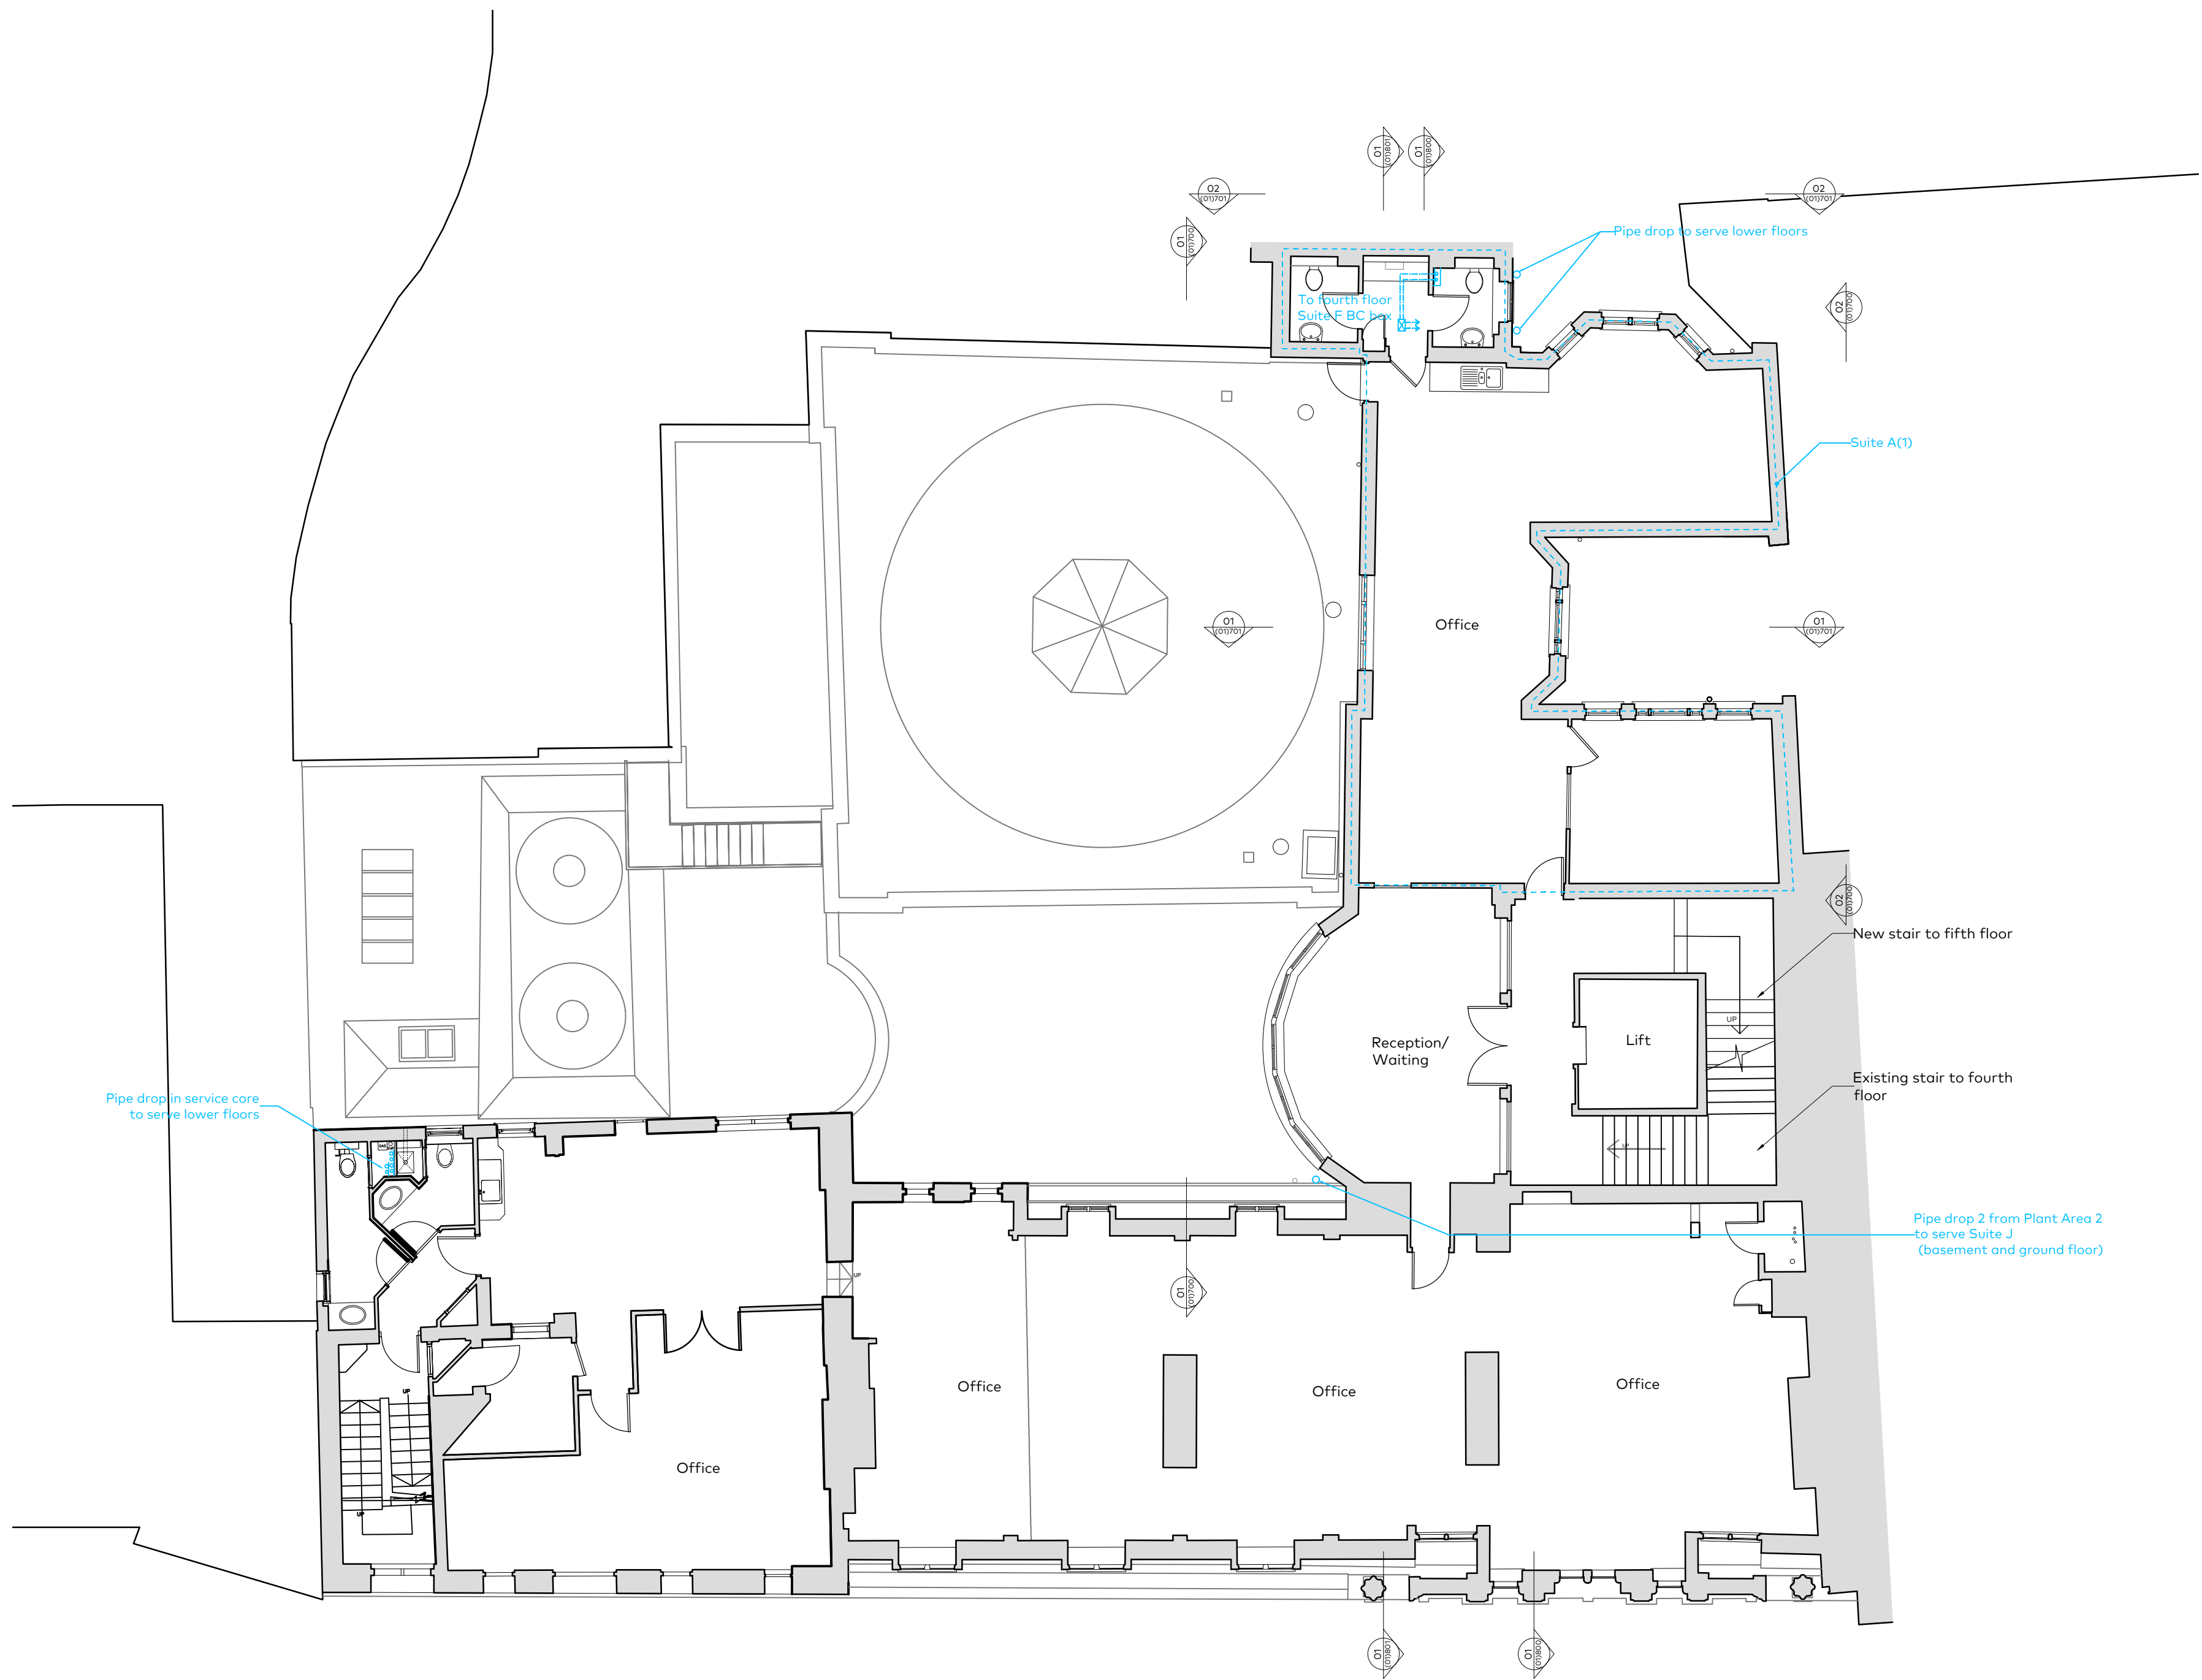 01
(01)801
01
(01)800
02
(01)701
02
(01)701
01
(01)700
Pipe drop to serve lower floors
To fourth floor
Suite F BC box
02
(01)700
Suite A(1)
Office
01
(01)701
01
(01)701
02
(01)700
New stair to fifth floor
UP
Reception/
Waiting
Lift
Existing stair to fourth
floor
Pipe drop in service core
to serve lower floors
GAS
UP
Pipe drop 2 from Plant Area 2
to serve Suite J
(basement and ground floor)
UP
01
(01)700
Office
Office
Office
UP
Office
UP
01
(01)801
01
(01)800